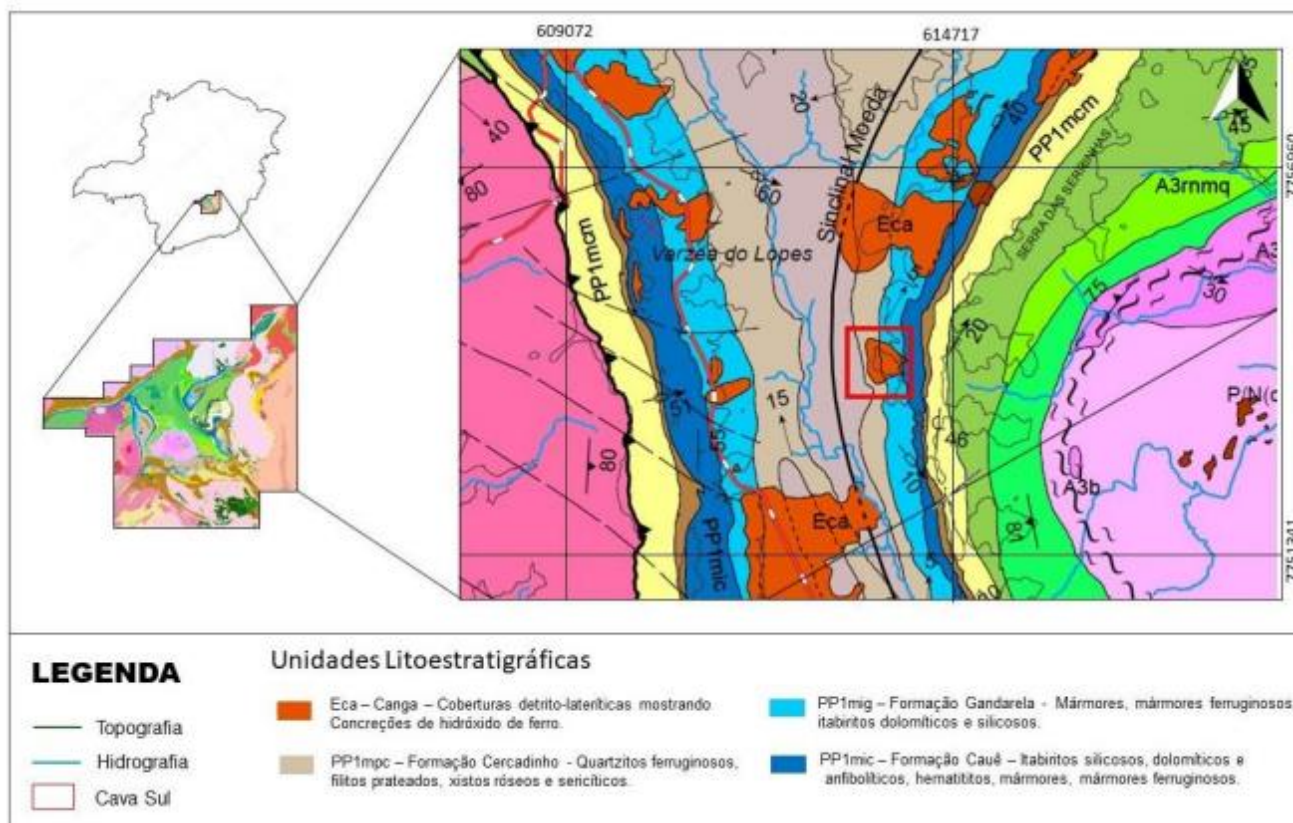 609072
614717
40
80
PP1mcm
Várzea do Lopes
20
60
Sinclinal Moeda
Eca
40
5
PP1mcm
SERRA DAS SERRINHAS
45
A3rnmq
7756960
75
30
20
15
80
Eca
PP1mic
10
46
A3b
7751341
LEGENDA
Topografia
Hidrografia
Cava Sul
Unidades Litoestratigráficas
Eca – Canga – Coberturas detrito-lateríticas mostrando
Concreções de hidróxido de ferro.
PP1mpc – Formação Cercadinho - Quartzitos ferruginosos,
filitos prateados, xistos róseos e sericíticos.
PP1mig – Formação Gandarela - Mármores, mármores ferruginosos
itabiritos dolomíticos e silicosos.
PP1mic – Formação Cauê – Itabiritos silicosos, dolomíticos e
anfibolíticos, hematititos, mármores, mármores ferruginosos.